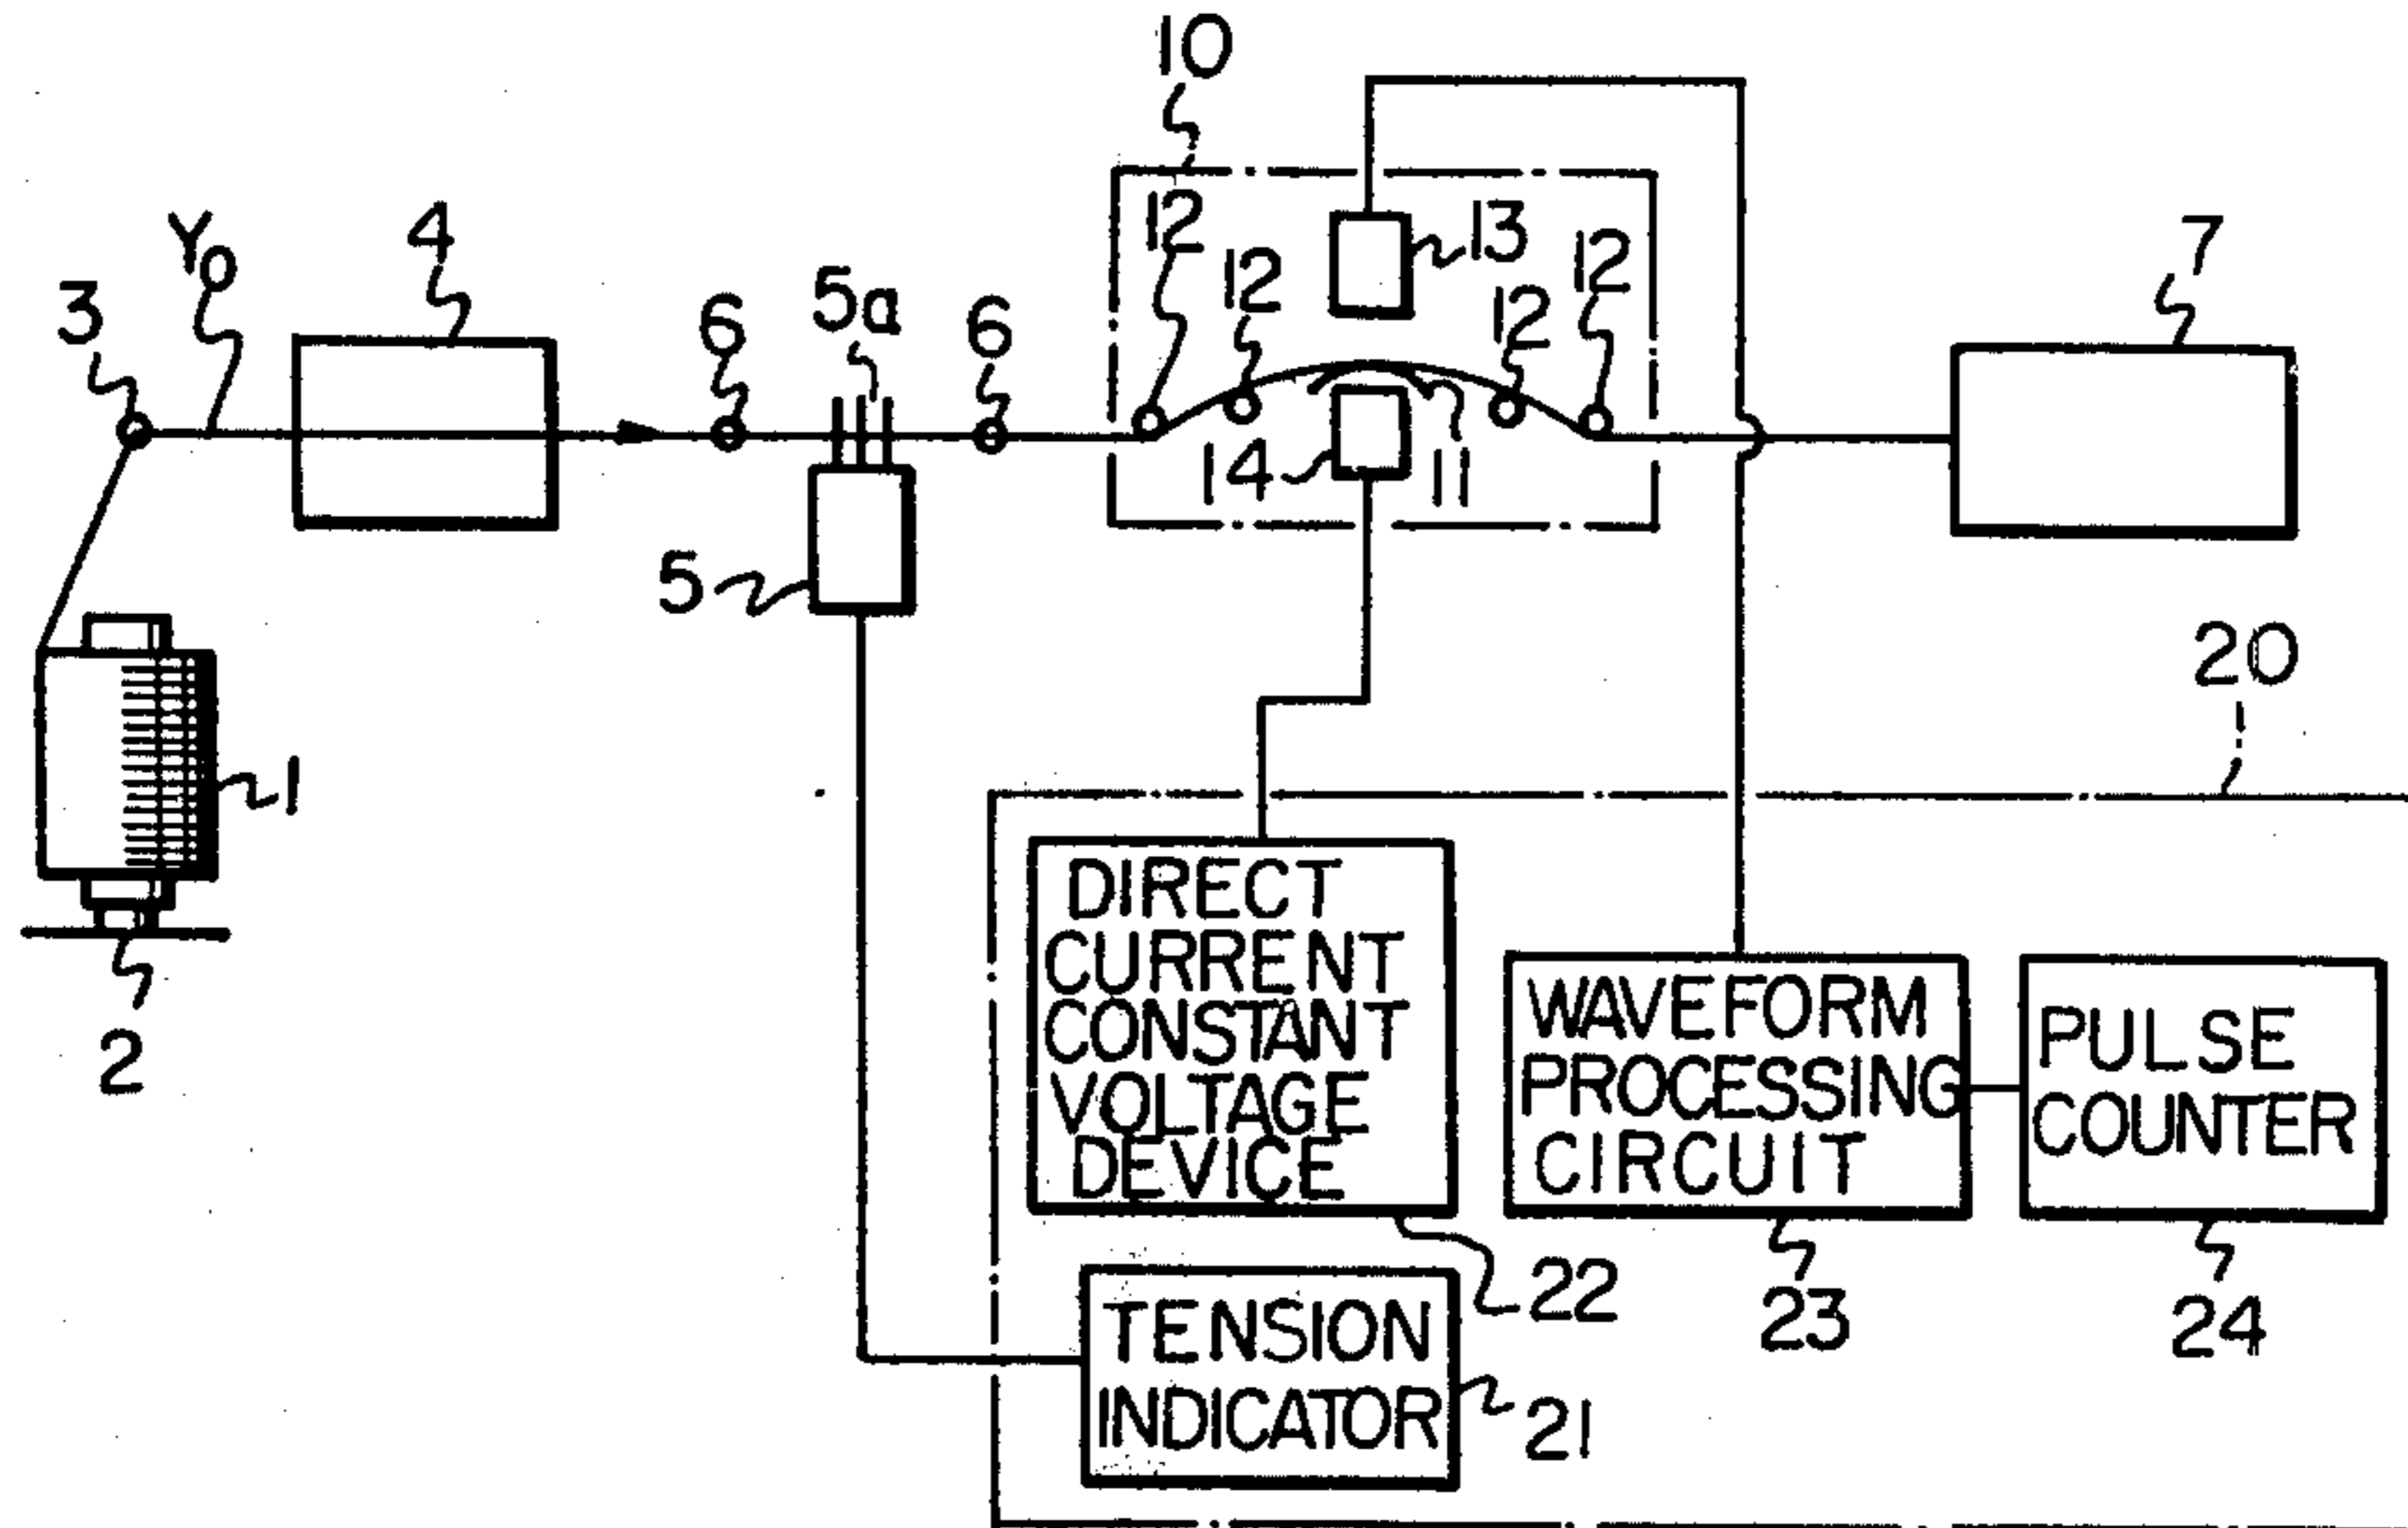 10
12
12
13
12
12
7
Yo
4
3
6
5a
6
14
11
5
20
1
2
DIRECT
CURRENT
CONSTANT
VOLTAGE
DEVICE
WAVEFORM
PROCESSING
CIRCUIT
PULSE
COUNTER
22
23
24
TENSION
INDICATOR
21